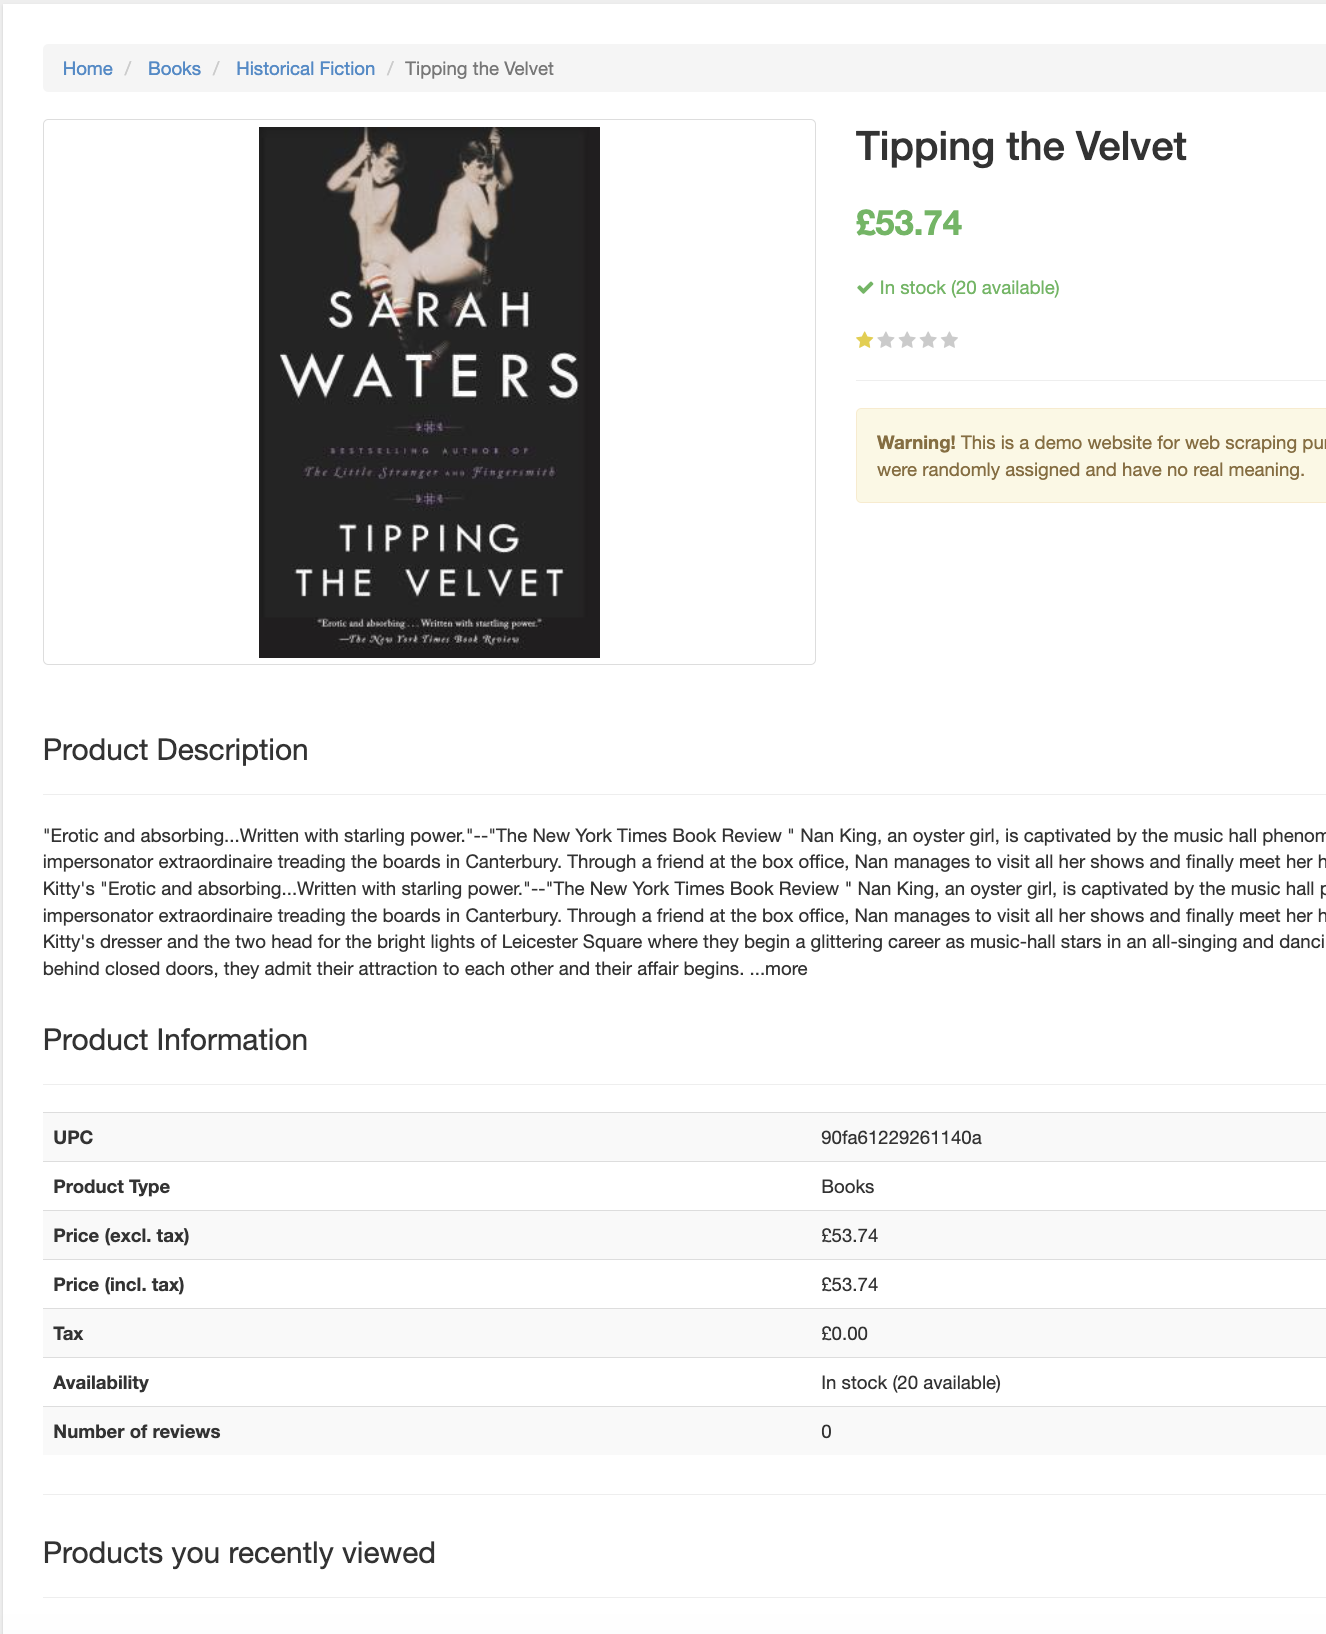 Home / Books / Historical Fiction / Tipping the Velvet
SARAH
WATERS
BESTSELLING AUTHOR OF
The Little Stranger AND Fingersmith
TIPPING
THE VELVET
"Erotic and absorbing . . . Written with startling power."
—The New York Times Book Review
Tipping the Velvet
£53.74
In stock (20 available)
Warning! This is a demo website for web scraping
were randomly assigned and have no real meaning.
Product Description
"Erotic and absorbing...Written with starling power."--"The New York Times Book Review " Nan King, an oyster girl, is captivated by the music hall
impersonator extraordinaire treading the boards in Canterbury. Through a friend at the box office, Nan manages to visit all her shows and finally meet her
Kitty's "Erotic and absorbing...Written with starling power."--"The New York Times Book Review " Nan King, an oyster girl, is captivated by the music hall
impersonator extraordinaire treading the boards in Canterbury. Through a friend at the box office, Nan manages to visit all her shows and finally meet her
Kitty's dresser and the two head for the bright lights of Leicester Square where they begin a glittering career as music-hall stars in an all-singing and
behind closed doors, they admit their attraction to each other and their affair begins. ...more
Product Information
UPC 90fa61229261140a
Product Type Books
Price (excl. tax) £53.74
Price (incl. tax) £53.74
Tax £0.00
Availability In stock (20 available)
Number of reviews 0
Products you recently viewed